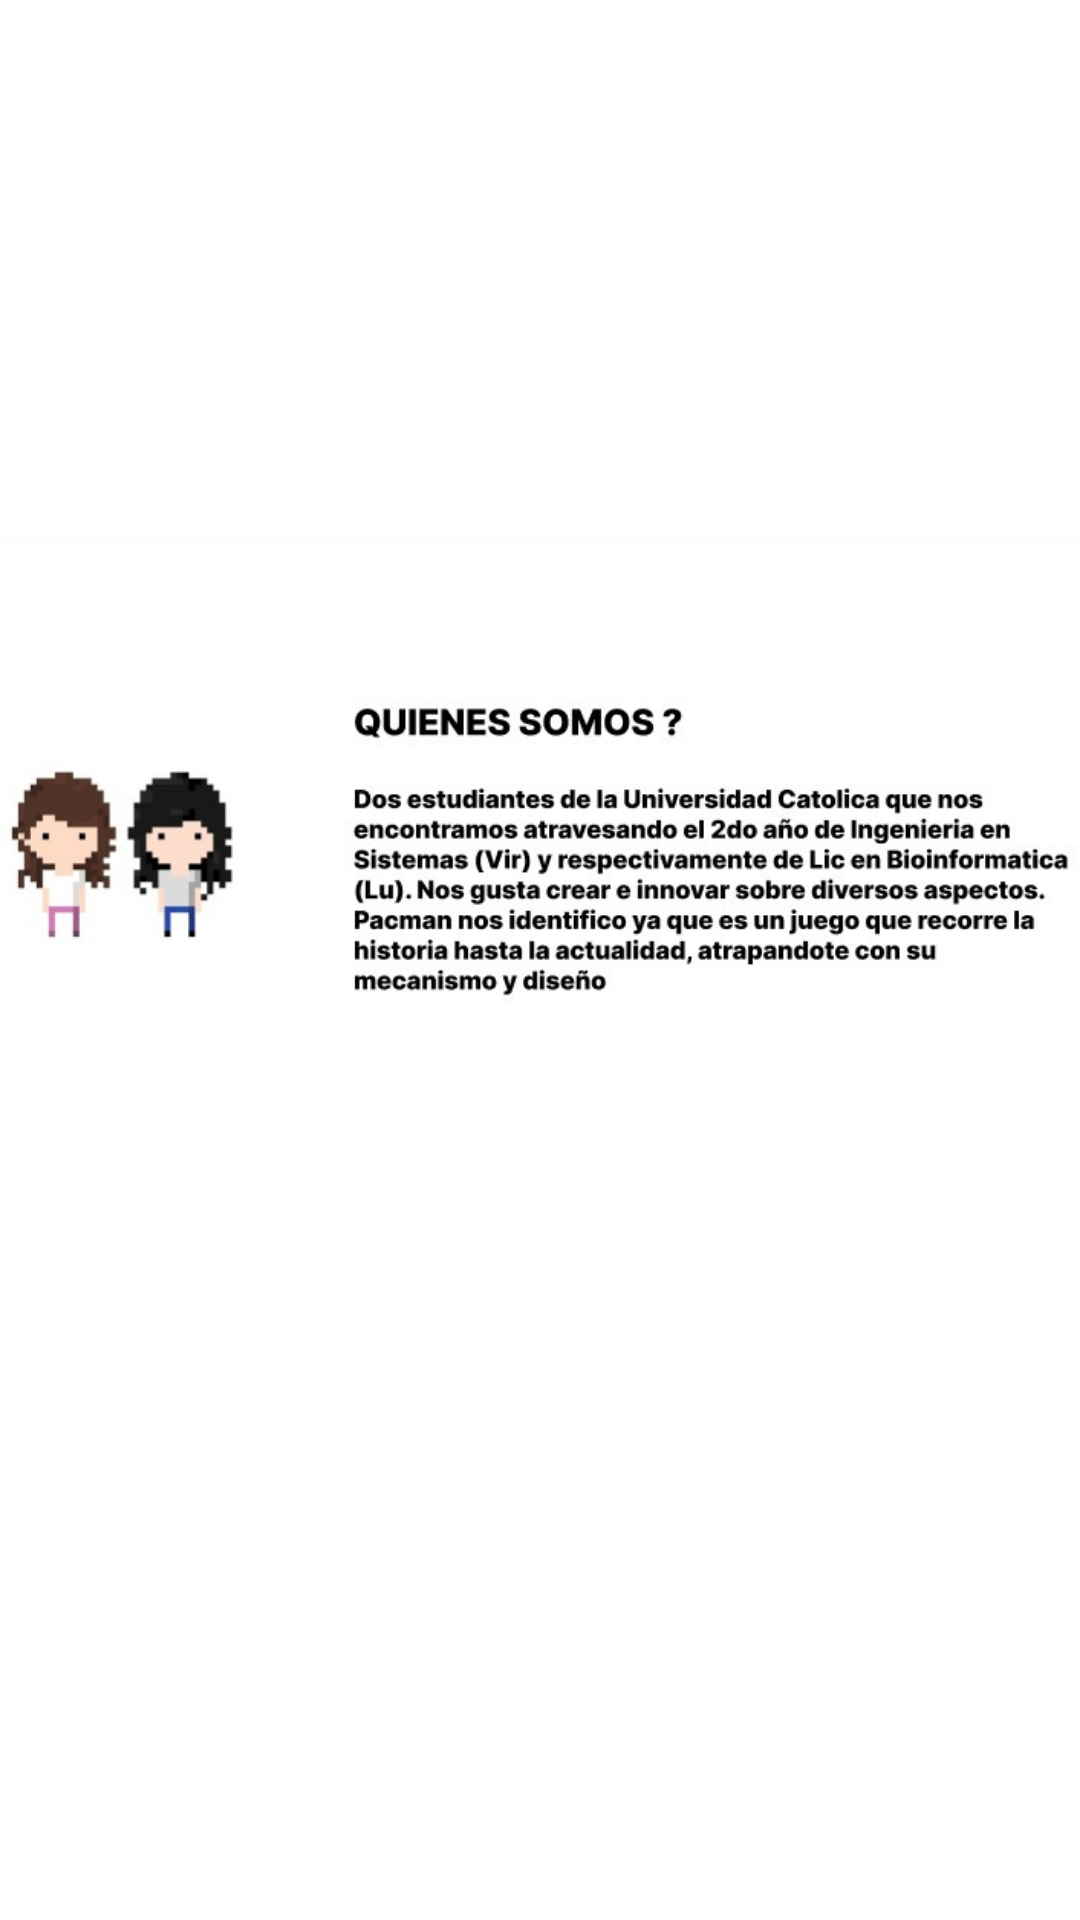 QUIENES SOMOS ?
Dos estudiantes de la Universidad Catolica que nos
encontramos atravesando el 2do año de Ingenieria en
Sistemas (Vir) y respectivamente de Lic en Bioinformatica
(Lu). Nos gusta crear e innovar sobre diversos aspectos.
Pacman nos identifico ya que es un juego que recorre la
historia hasta la actualidad, atrapandote con su
mecanismo y diseño